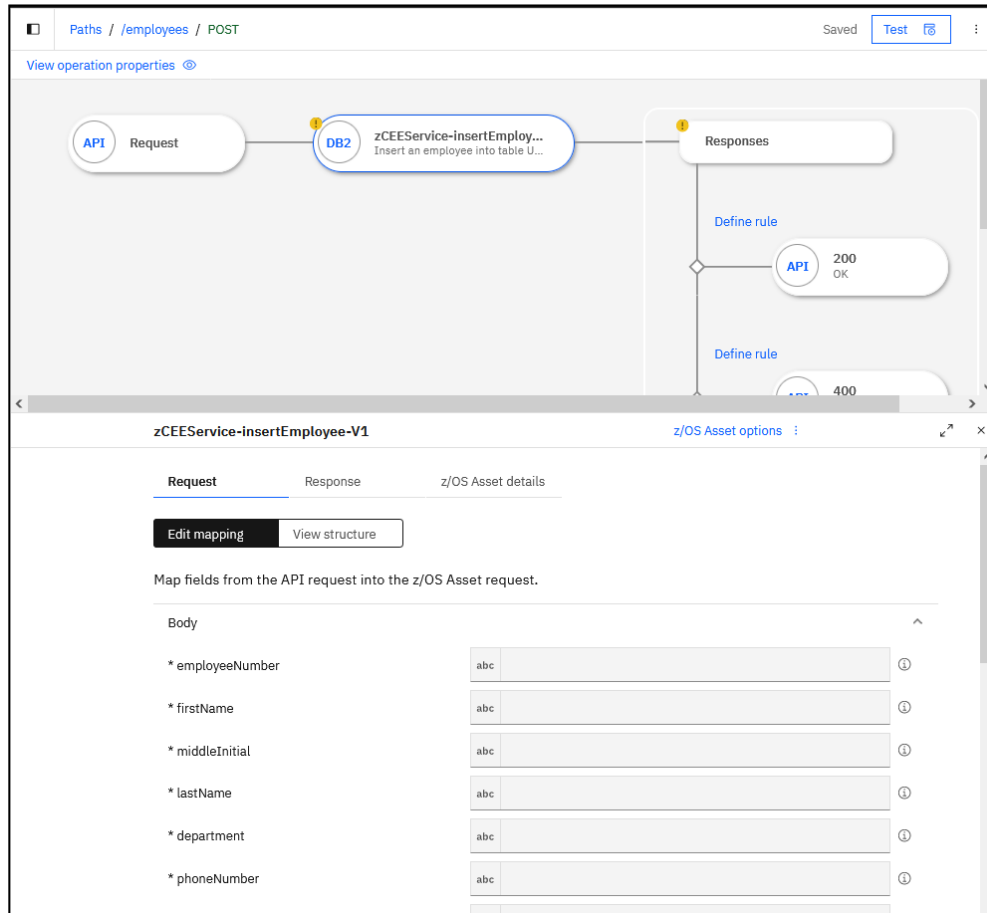 Paths / /employees / POST
Saved
Test
View operation properties
API
Request
!
DB2
zCEEService-insertEmploy...
Insert an employee into table U...
!
Responses
Define rule
API
200
OK
Define rule
API
400
zCEEService-insertEmployee-V1
z/OS Asset options
Request
Response
z/OS Asset details
Edit mapping
View structure
Map fields from the API request into the z/OS Asset request.
Body
* employeeNumber
abc
* firstName
abc
* middleInitial
abc
* lastName
abc
* department
abc
* phoneNumber
abc